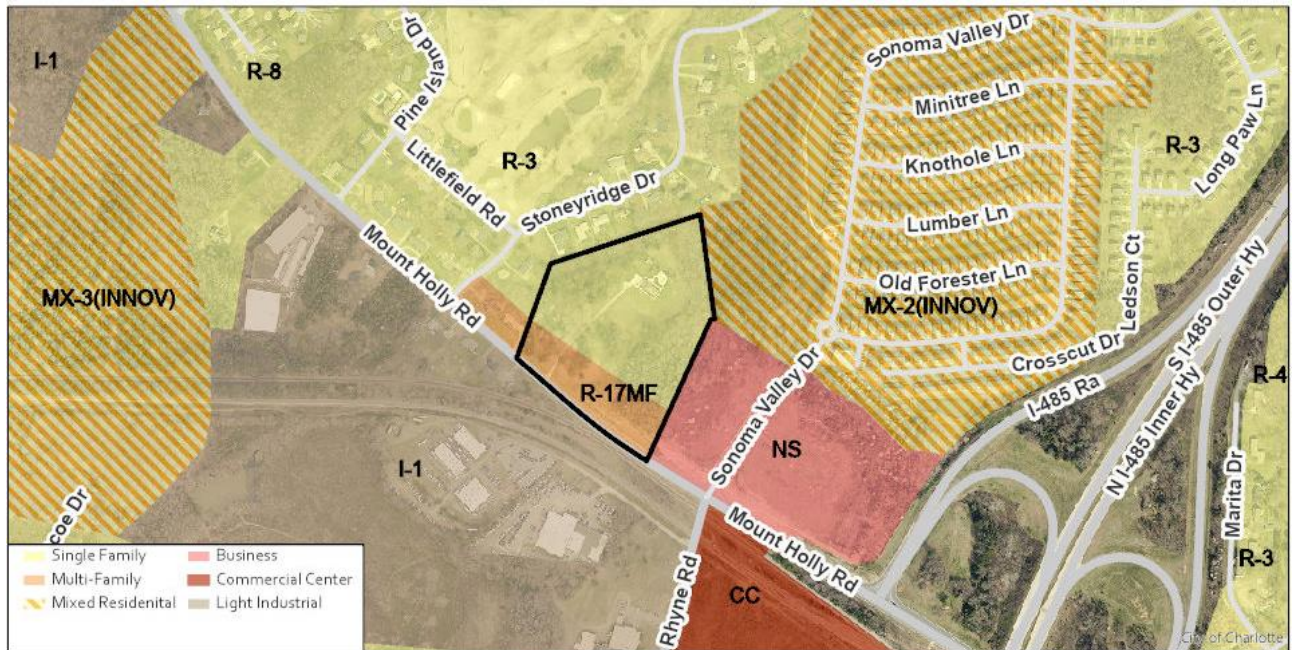 I-1
R-8
Pine Island Dr
Sonoma Valley Dr
Minitree Ln
R-3
Littlefield Rd
Knothole Ln
R-3
Long Paw Ln
Stoneyridge Dr
Lumber Ln
Mount Holly Rd
Old Forester Ln
Ledson Ct
S I-485 Outer Hy
MX-3(INNOV)
MX-2(INNOV)
Crosscut Dr
I-485 Ra
N I-485 Inner Hy
R-4
R-17MF
Sonoma Valley Dr
NS
I-1
Marita Dr
coe Dr
Mount Holly Rd
R-3
Rhyne Rd
CC
Single Family
Business
Multi-Family
Commercial Center
Mixed Residenital
Light Industrial
City of Charlotte